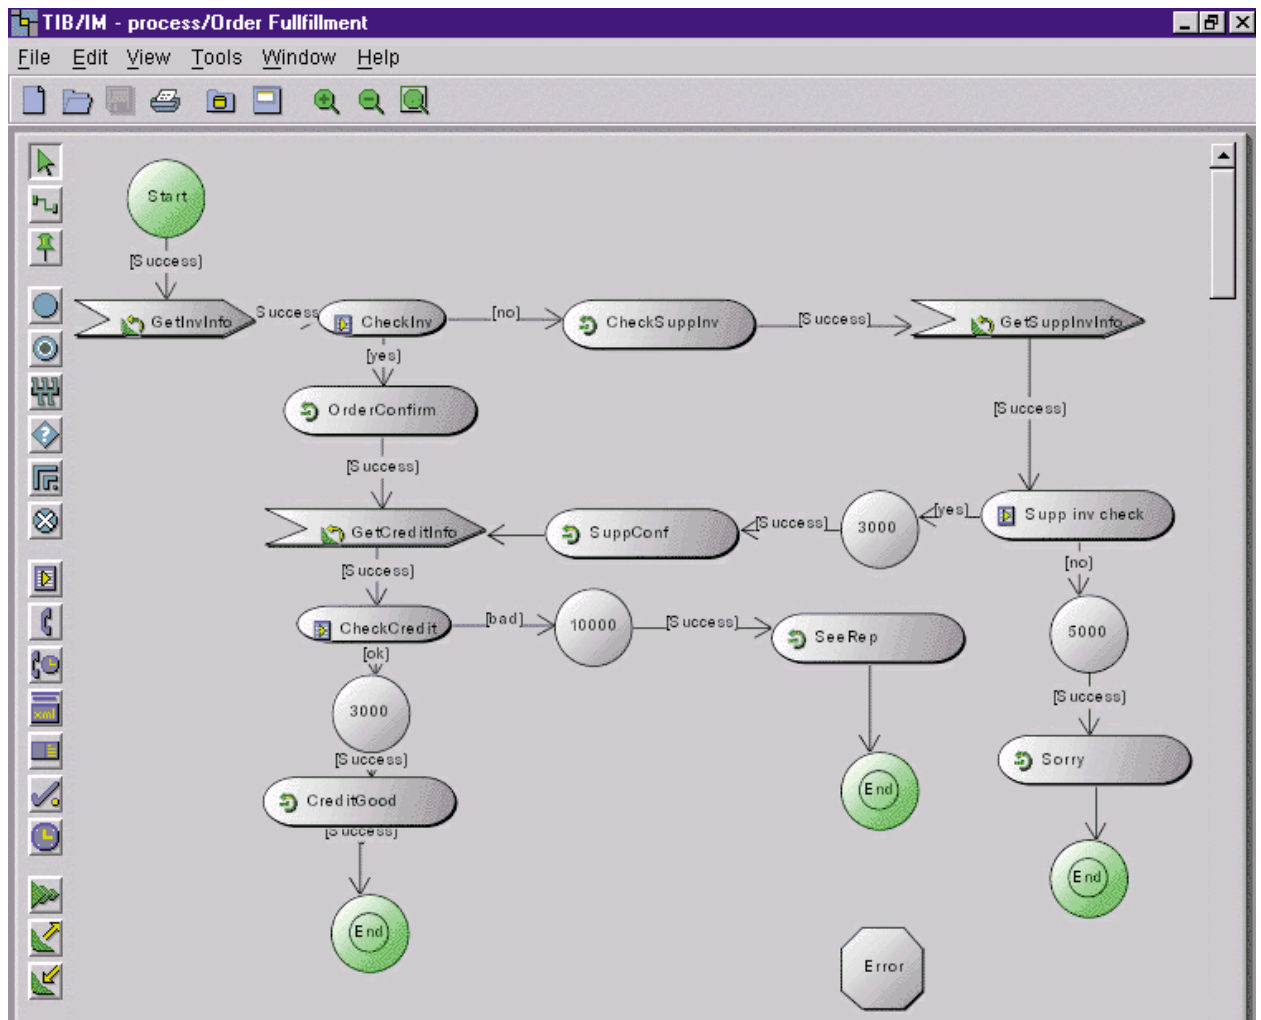 TIB/IM - process/Order Fullfillment
File Edit View Tools Window Help
Start
[Success]
GetInvInfo
Success
CheckInv
[no]
CheckSuppInv
[Success]
GetSuppInvInfo
[yes]
OrderConfirm
[Success]
[Success]
GetCreditInfo
SuppConf
[Success]
3000
[yes]
Supp inv check
[no]
[Success]
CheckCredit
[bad]
10000
[Success]
SeeRep
5000
[ok]
3000
[Success]
[Success]
Sorry
CreditGood
[Success]
End
End
End
Error
xml